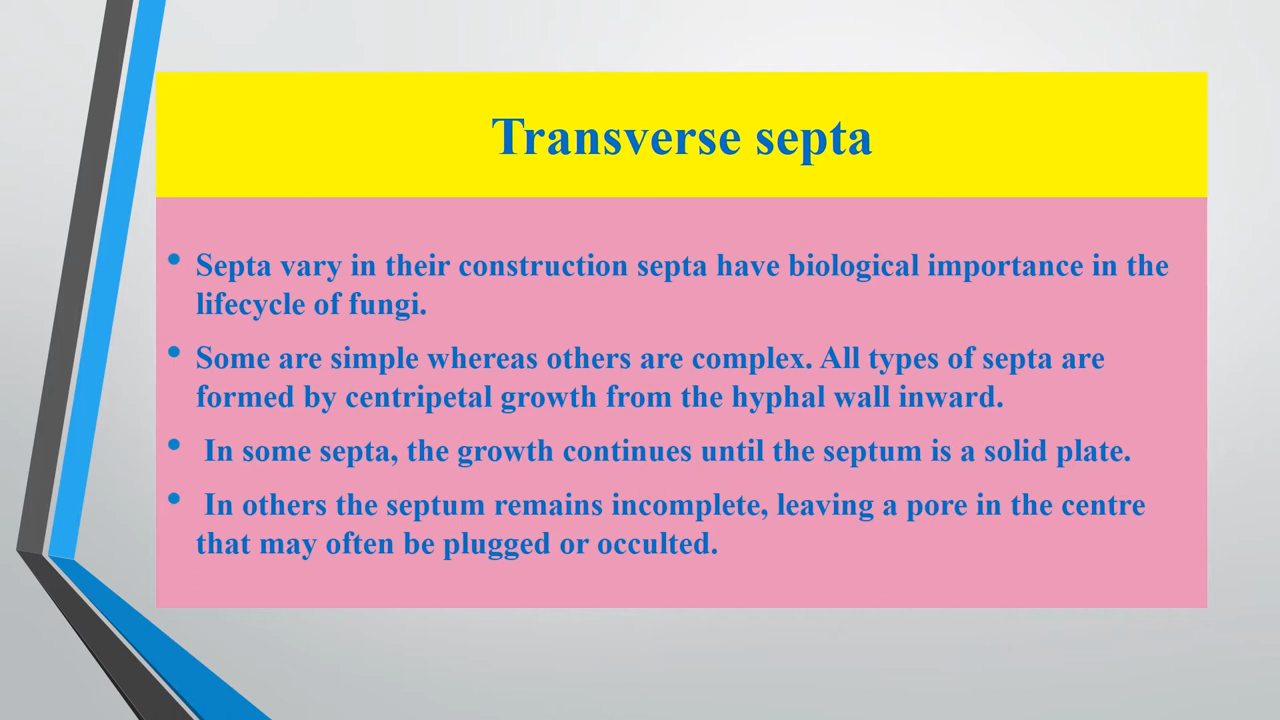 Transverse septa
• Septa vary in their construction septa have biological importance in the
lifecycle of fungi.
• Some are simple whereas others are complex. All types of septa are
formed by centripetal growth from the hyphal wall inward.
• In some septa, the growth continues until the septum is a solid plate.
• In others the septum remains incomplete, leaving a pore in the centre
that may often be plugged or occulted.